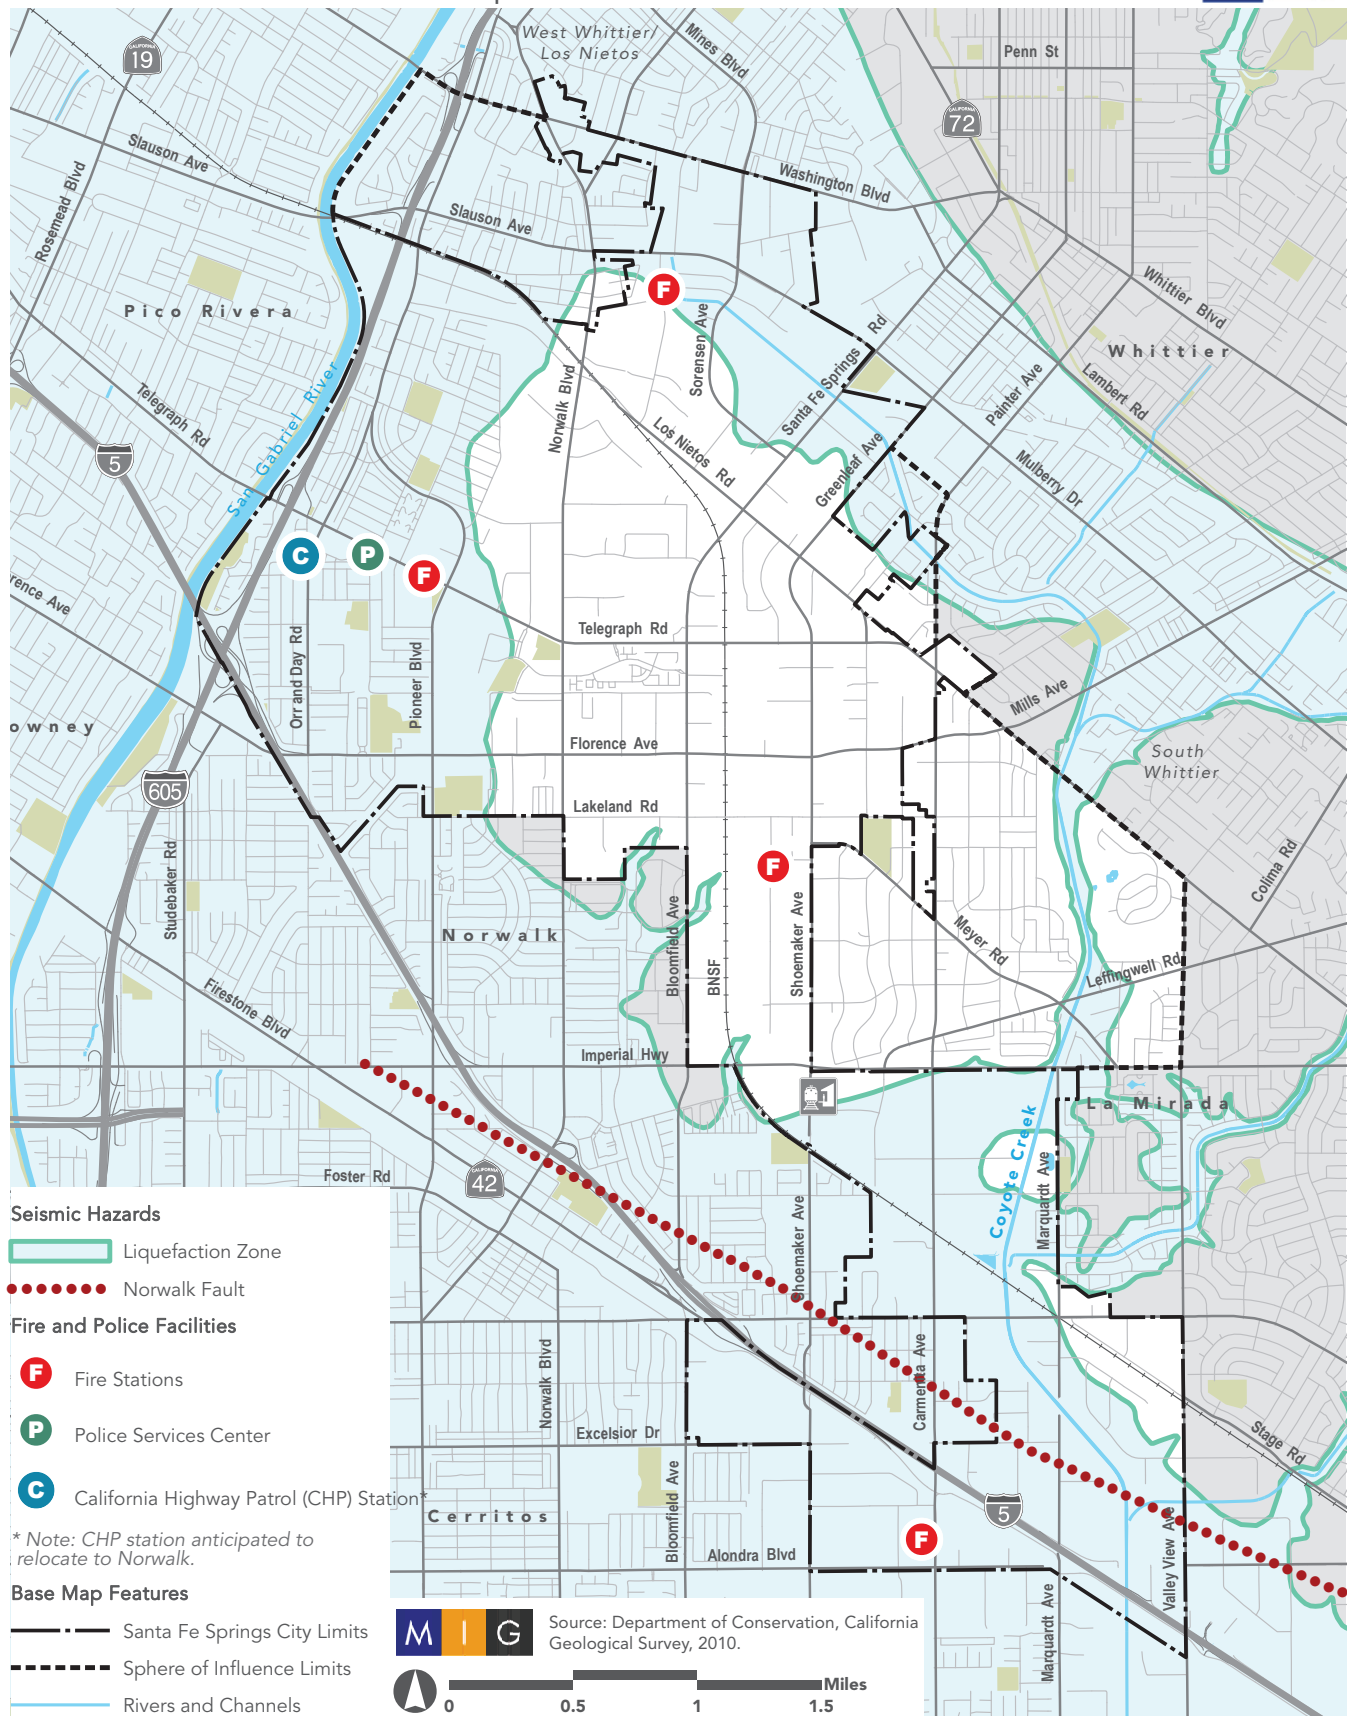 West Whittier/
Los Nietos
Mines Blvd
Penn St
CALIFORNIA
19
CALIFORNIA
72
Slauson Ave
Rosemead Blvd
Washington Blvd
Slauson Ave
Whittier Blvd
Pico Rivera
Whittier
Sorensen Ave
Santa Fe Springs Rd
Painter Ave
Lambert Rd
Telegraph Rd
San Gabriel River
Norwalk Blvd
Los Nietos Rd
Greenleaf Ave
Mulberry Dr
5
F
C
P
F
rence Ave
Telegraph Rd
Orr and Day Rd
Pioneer Blvd
Mills Ave
owney
Florence Ave
South
Whittier
605
Lakeland Rd
Studebaker Rd
F
Colima Rd
Norwalk
Bloomfield Ave
BNSF
Shoemaker Ave
Meyer Rd
Leffingwell Rd
Firestone Blvd
Imperial Hwy
La Mirada
Coyote Creek
Marquardt Ave
Foster Rd
CALIFORNIA
42
Shoemaker Ave
Norwalk Blvd
Carmenita Ave
Excelsior Dr
Stage Rd
Bloomfield Ave
Cerritos
5
Valley View Ave
F
Alondra Blvd
Marquardt Ave
Seismic Hazards
Liquefaction Zone
Norwalk Fault
Fire and Police Facilities
F Fire Stations
P Police Services Center
C California Highway Patrol (CHP) Station*
* Note: CHP station anticipated to
relocate to Norwalk.
Base Map Features
Santa Fe Springs City Limits
Sphere of Influence Limits
Rivers and Channels
M I G
Source: Department of Conservation, California
Geological Survey, 2010.
Miles
0 0.5 1 1.5